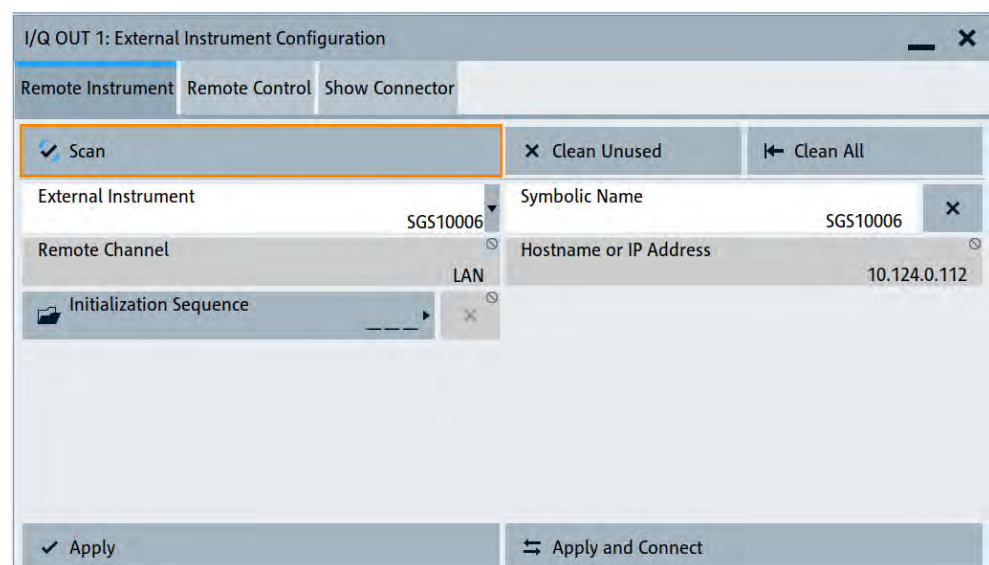 I/Q OUT 1: External Instrument Configuration
Remote Instrument Remote Control Show Connector
Scan Clean Unused Clean All
External Instrument Symbolic Name
SGS10006 SGS10006
Remote Channel Hostname or IP Address
LAN 10.124.0.112
Initialization Sequence
_ _ _
Apply Apply and Connect